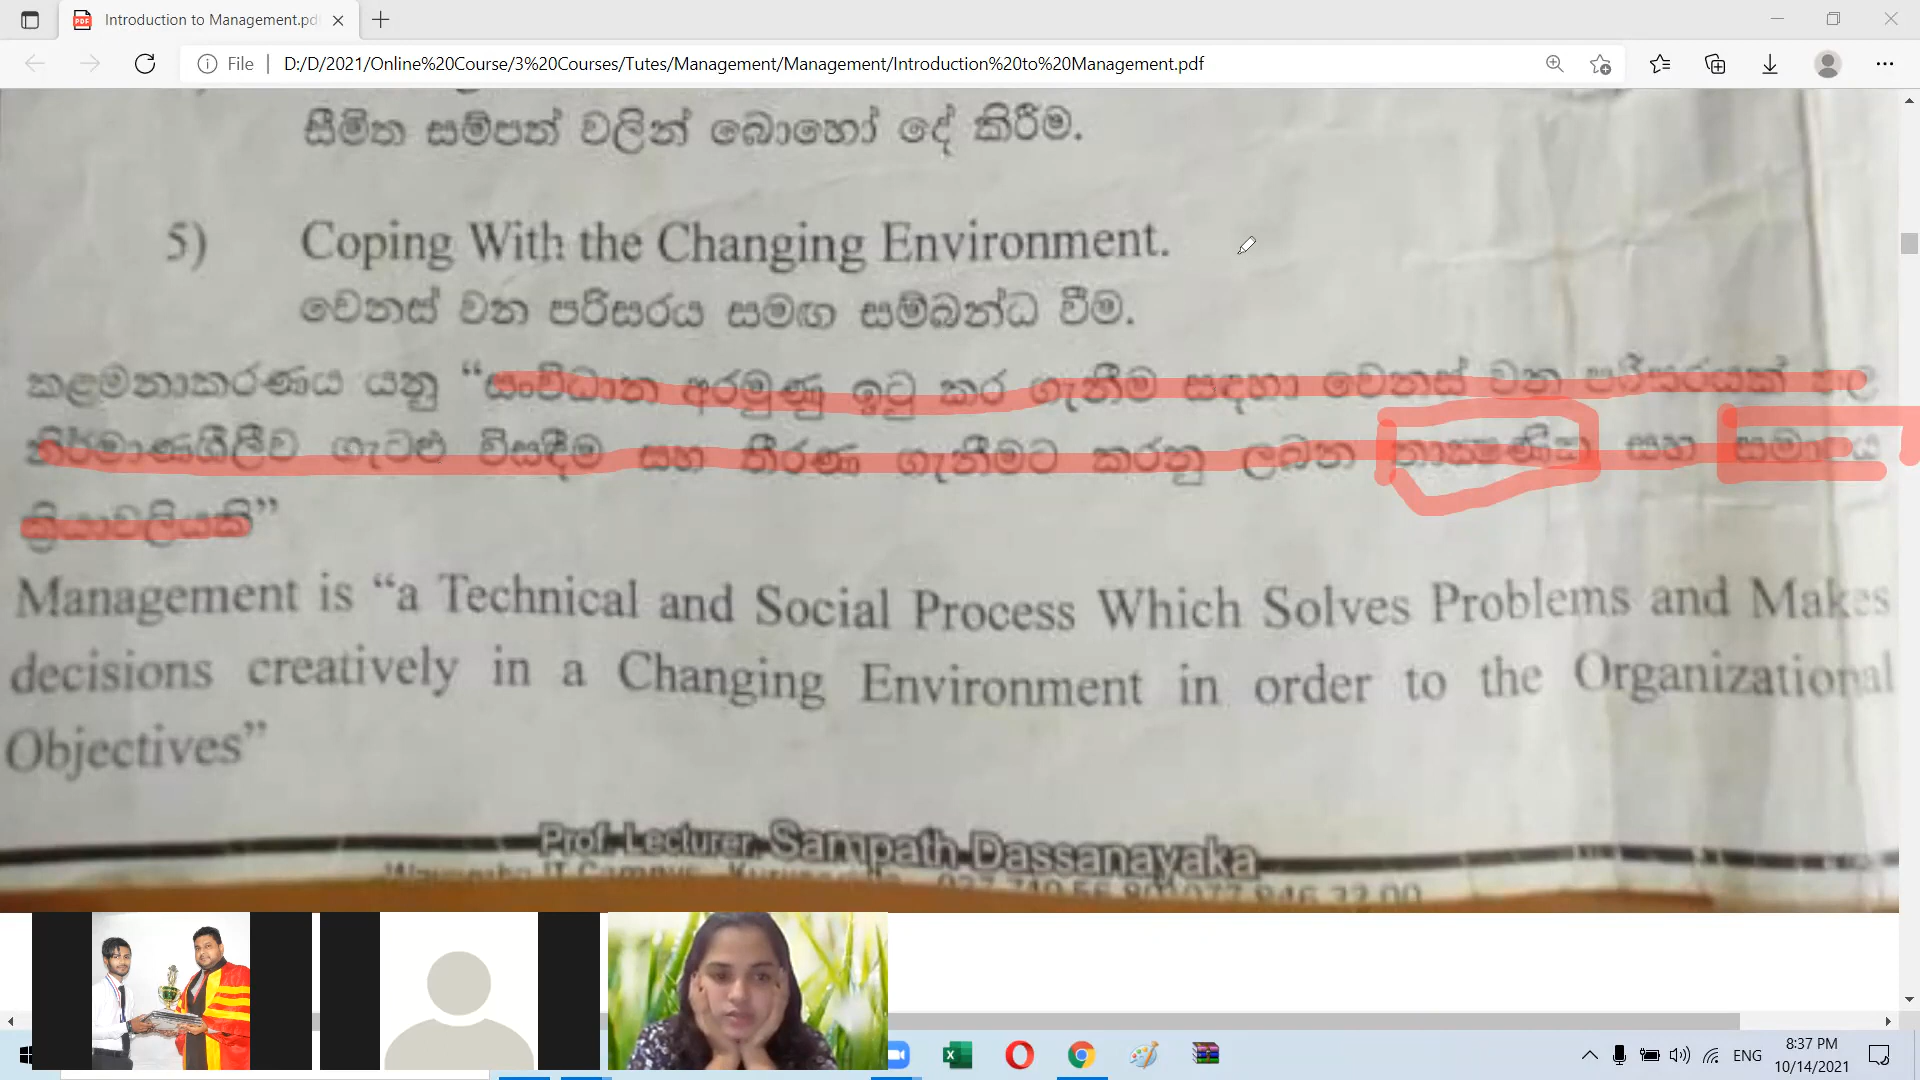 Introduction to Management.pd
File
D:/D/2021/Online%20Course/3%20Courses/Tutes/Management/Management/Introduction%20to%20Management.pdf
සීමිත සම්පත් වලින් බොහෝ දේ කිරීම.
5) Coping With the Changing Environment.
වෙනස් වන පරිසරය සමඟ සම්බන්ධ වීම.
කළමනාකරණය යනු “සංවිධාන අරමුණු ඉටු කර ගැනීම සඳහා වෙනස් වන පරිසරයක් තුළ
නිර්මාණශීලීව ගැටළු විසඳීම සහ තීරණ ගැනීමට කරනු ලබන තාක්ෂණික සහ සමාජය
ක්‍රියාවලියකි”
Management is “a Technical and Social Process Which Solves Problems and Makes
decisions creatively in a Changing Environment in order to the Organizational
Objectives”
Prof. Lecturer. Sampath Dassanayaka
ENG
8:37 PM
10/14/2021